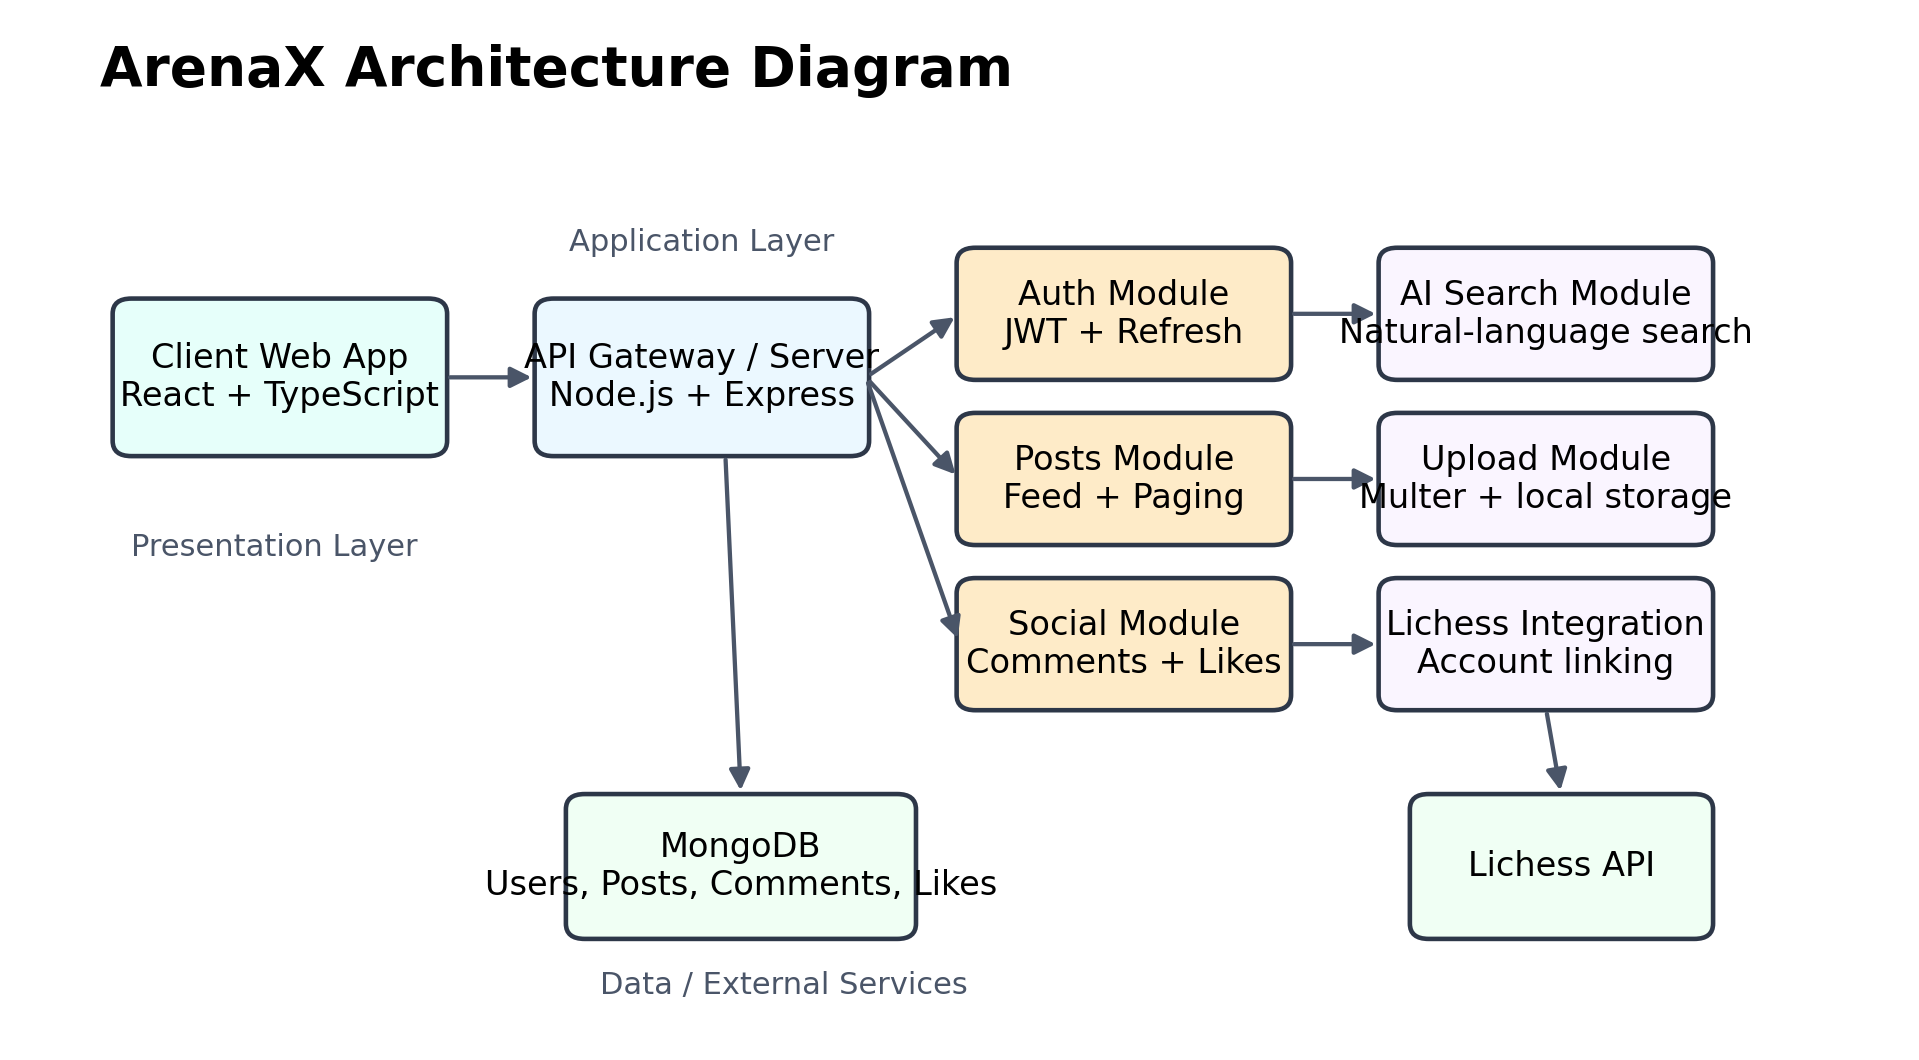 ArenaX Architecture Diagram
Application Layer
Client Web App
React + TypeScript
API Gateway / Server
Node.js + Express
Auth Module
JWT + Refresh
AI Search Module
Natural-language search
Posts Module
Feed + Paging
Upload Module
Multer + local storage
Presentation Layer
Social Module
Comments + Likes
Lichess Integration
Account linking
MongoDB
Users, Posts, Comments, Likes
Lichess API
Data / External Services